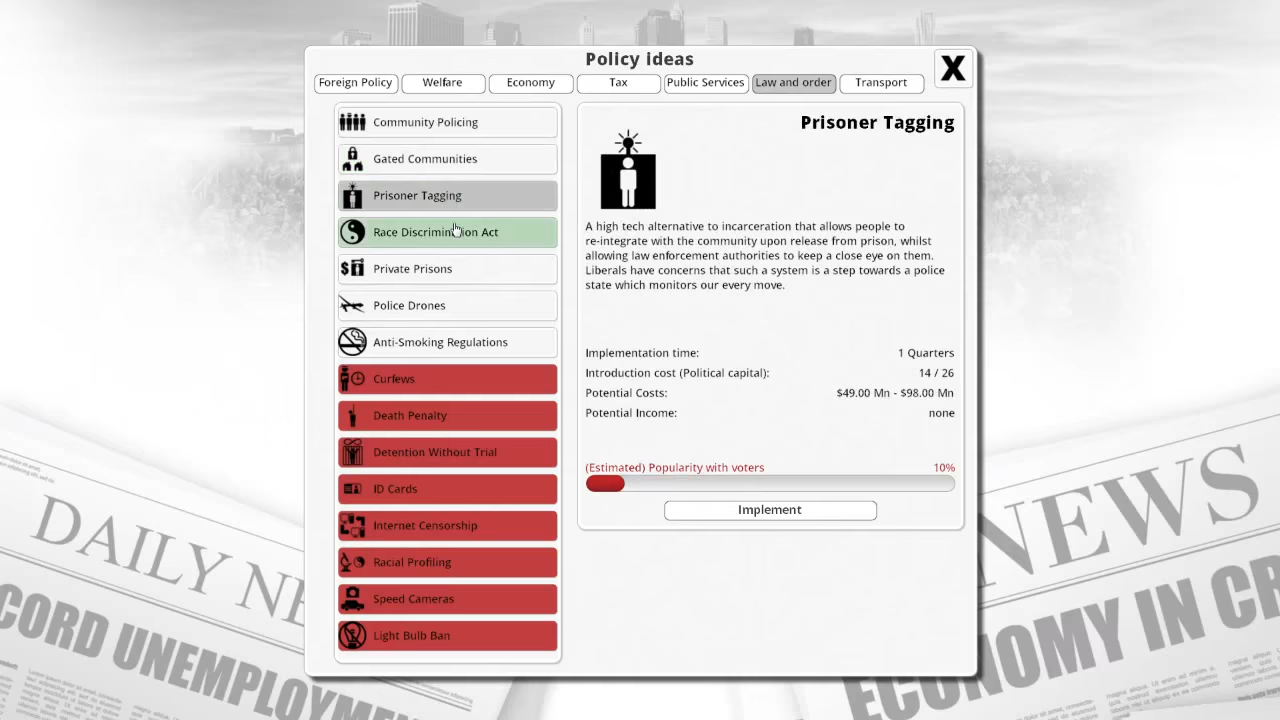 Policy ideas
X
Foreign Policy
Welfare
Economy
Tax
Public Services
Law and order
Transport
Community Policing
Gated Communities
Prisoner Tagging
Race Discrimination Act
Private Prisons
Police Drones
Anti-Smoking Regulations
Curfews
Death Penalty
Detention Without Trial
ID Cards
Internet Censorship
Racial Profiling
Speed Cameras
Light Bulb Ban
Prisoner Tagging
A high tech alternative to incarceration that allows people to
re-integrate with the community upon release from prison, whilst
allowing law enforcement authorities to keep a close eye on them.
Liberals have concerns that such a system is a step towards a police
state which monitors our every move.
Implementation time: 1 Quarters
Introduction cost (Political capital): 14 / 26
Potential Costs: $49.00 Mn - $98.00 Mn
Potential Income: none
(Estimated) Popularity with voters 10%
Implement
DAILY NE
CORD UNEMPLOYM
NEWS
ECONOMY IN CR